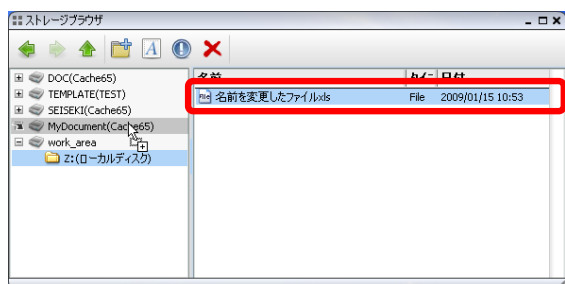 ストレージブラウザ
A
DOC(Cache65)
TEMPLATE(TEST)
SEISEKI(Cache65)
MyDocument(Cache65)
work_area
Z:(ローカルディスク)
名前 タイ 日付
名前を変更したファイル.xls File 2009/01/15 10:53